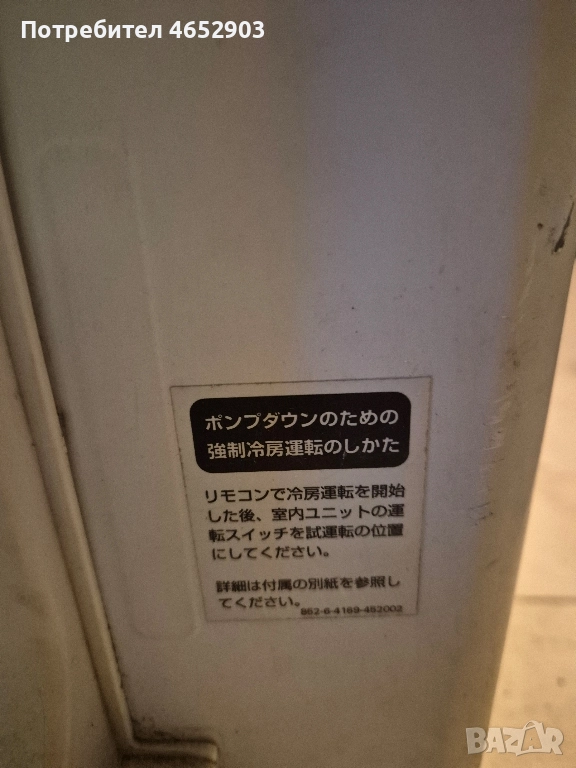 Потребител 4652903
ポンプダウンのための
強制冷房運転のしかた
リモコンで冷房運転を開始
した後、室内ユニットの運
転スイッチを試運転の位置
にしてください。
詳細は付属の別紙を参照し
てください。
852-6-4169-452002
BAZAR